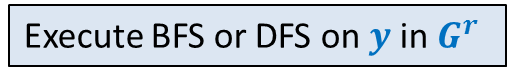 Execute BFS or DFS on y in Gʳ